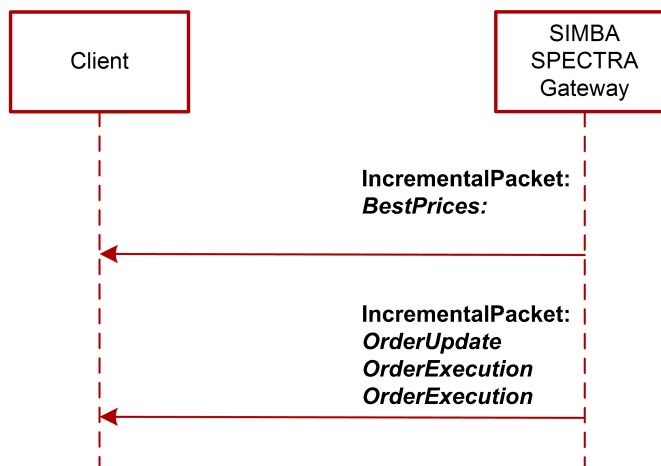 Client
SIMBA
SPECTRA
Gateway
IncrementalPacket:
BestPrices:
IncrementalPacket:
OrderUpdate
OrderExecution
OrderExecution